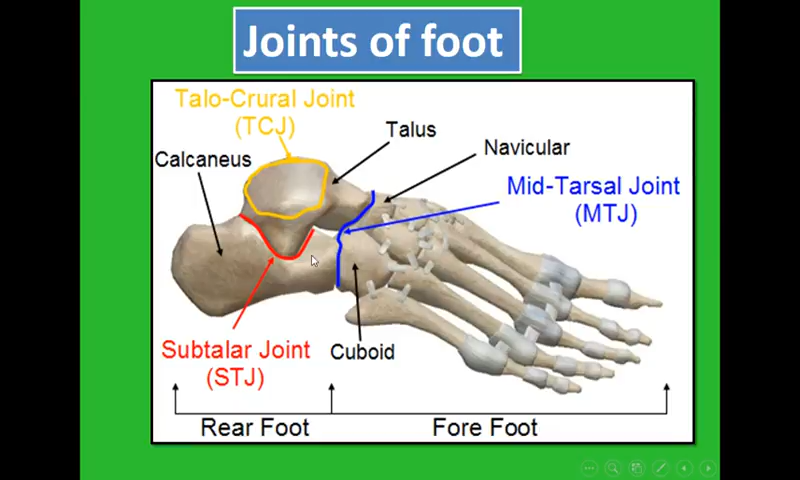 Joints of foot
Talo-Crural Joint
(TCJ)
Talus
Calcaneus
Navicular
Mid-Tarsal Joint
(MTJ)
Subtalar Joint
(STJ)
Cuboid
Rear Foot
Fore Foot